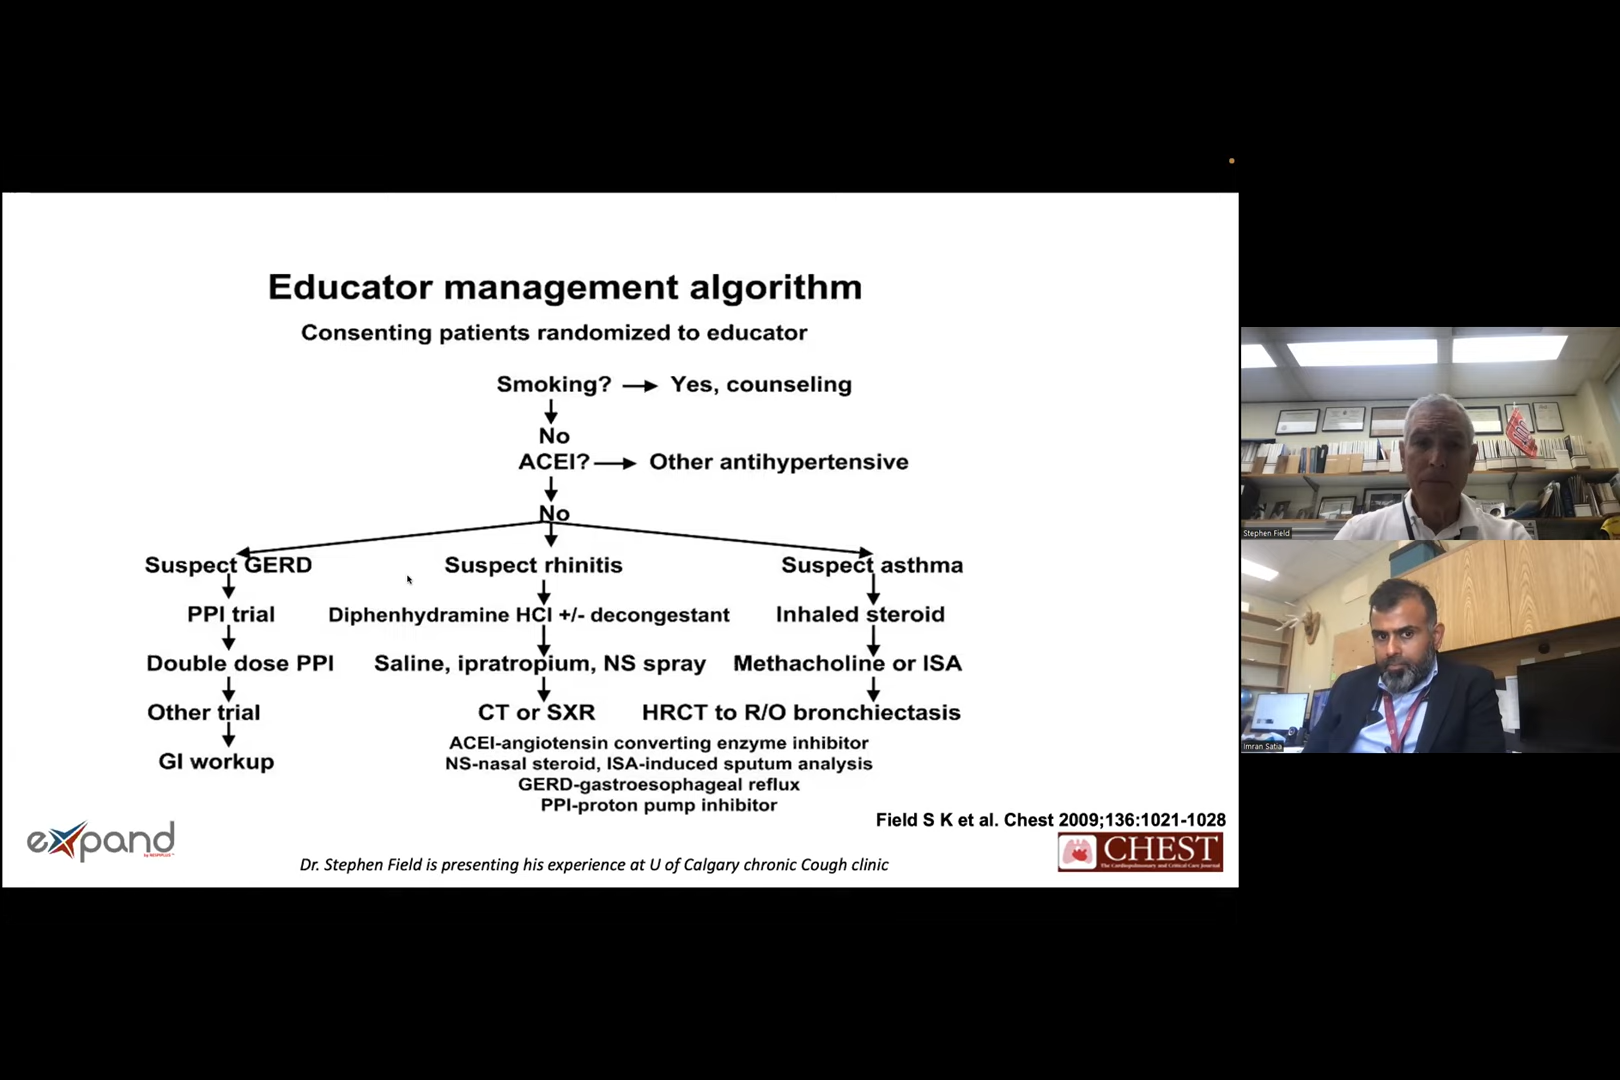 Educator management algorithm
Consenting patients randomized to educator
Smoking? Yes, counseling
No
ACEI? Other antihypertensive
No
Suspect GERD Suspect rhinitis Suspect asthma
PPI trial Diphenhydramine HCI +/- decongestant Inhaled steroid
Double dose PPI Saline, ipratropium, NS spray Methacholine or ISA
Other trial CT or SXR HRCT to R/O bronchiectasis
ACEI-angiotensin converting enzyme inhibitor
GI workup NS-nasal steroid, ISA-induced sputum analysis
GERD-gastroesophageal reflux
PPI-proton pump inhibitor
Field S K et al. Chest 2009;136:1021-1028
expand
CHEST
The Cardiopulmonary and Critical Care Journal
Dr. Stephen Field is presenting his experience at U of Calgary chronic Cough clinic
Stephen Field
Imran Satia